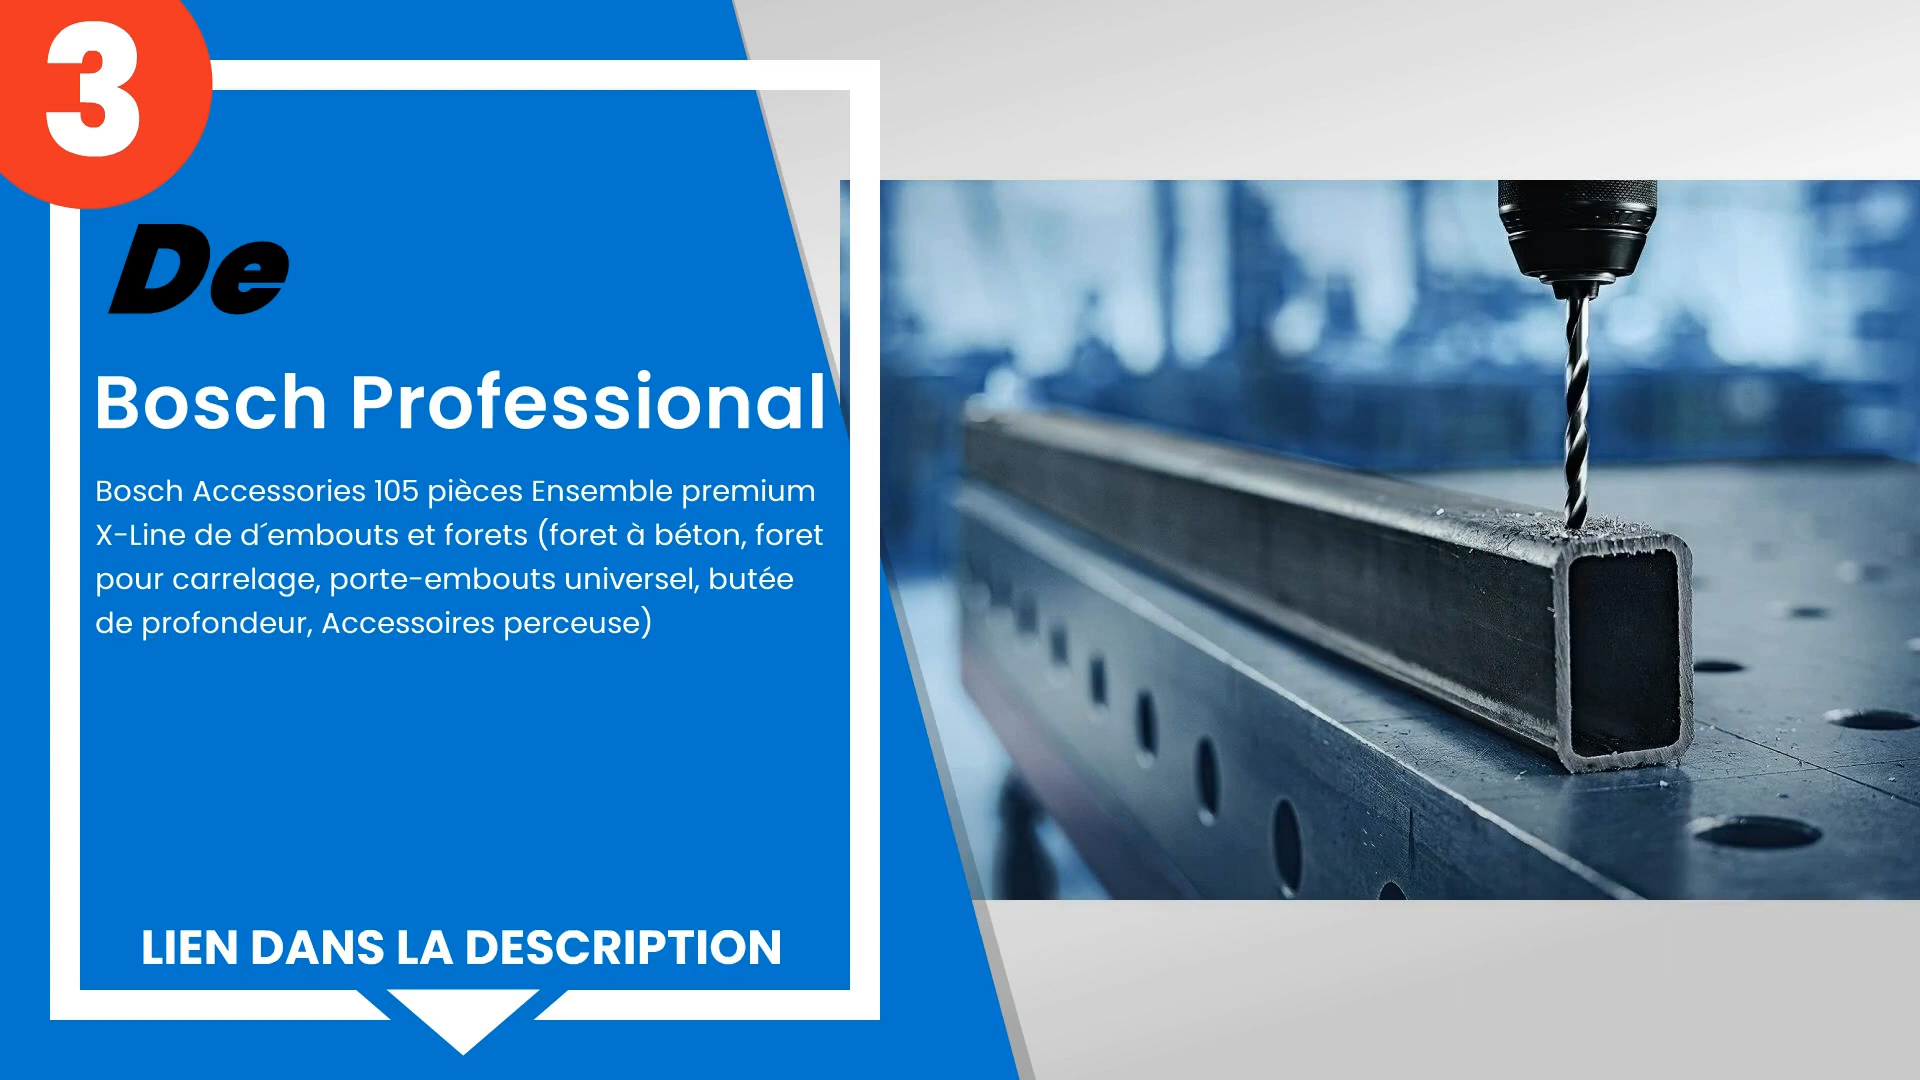 3
De
Bosch Professional
Bosch Accessories 105 pièces Ensemble premium
X-Line de d´embouts et forets (foret à béton, foret
pour carrelage, porte-embouts universel, butée
de profondeur, Accessoires perceuse)
LIEN DANS LA DESCRIPTION